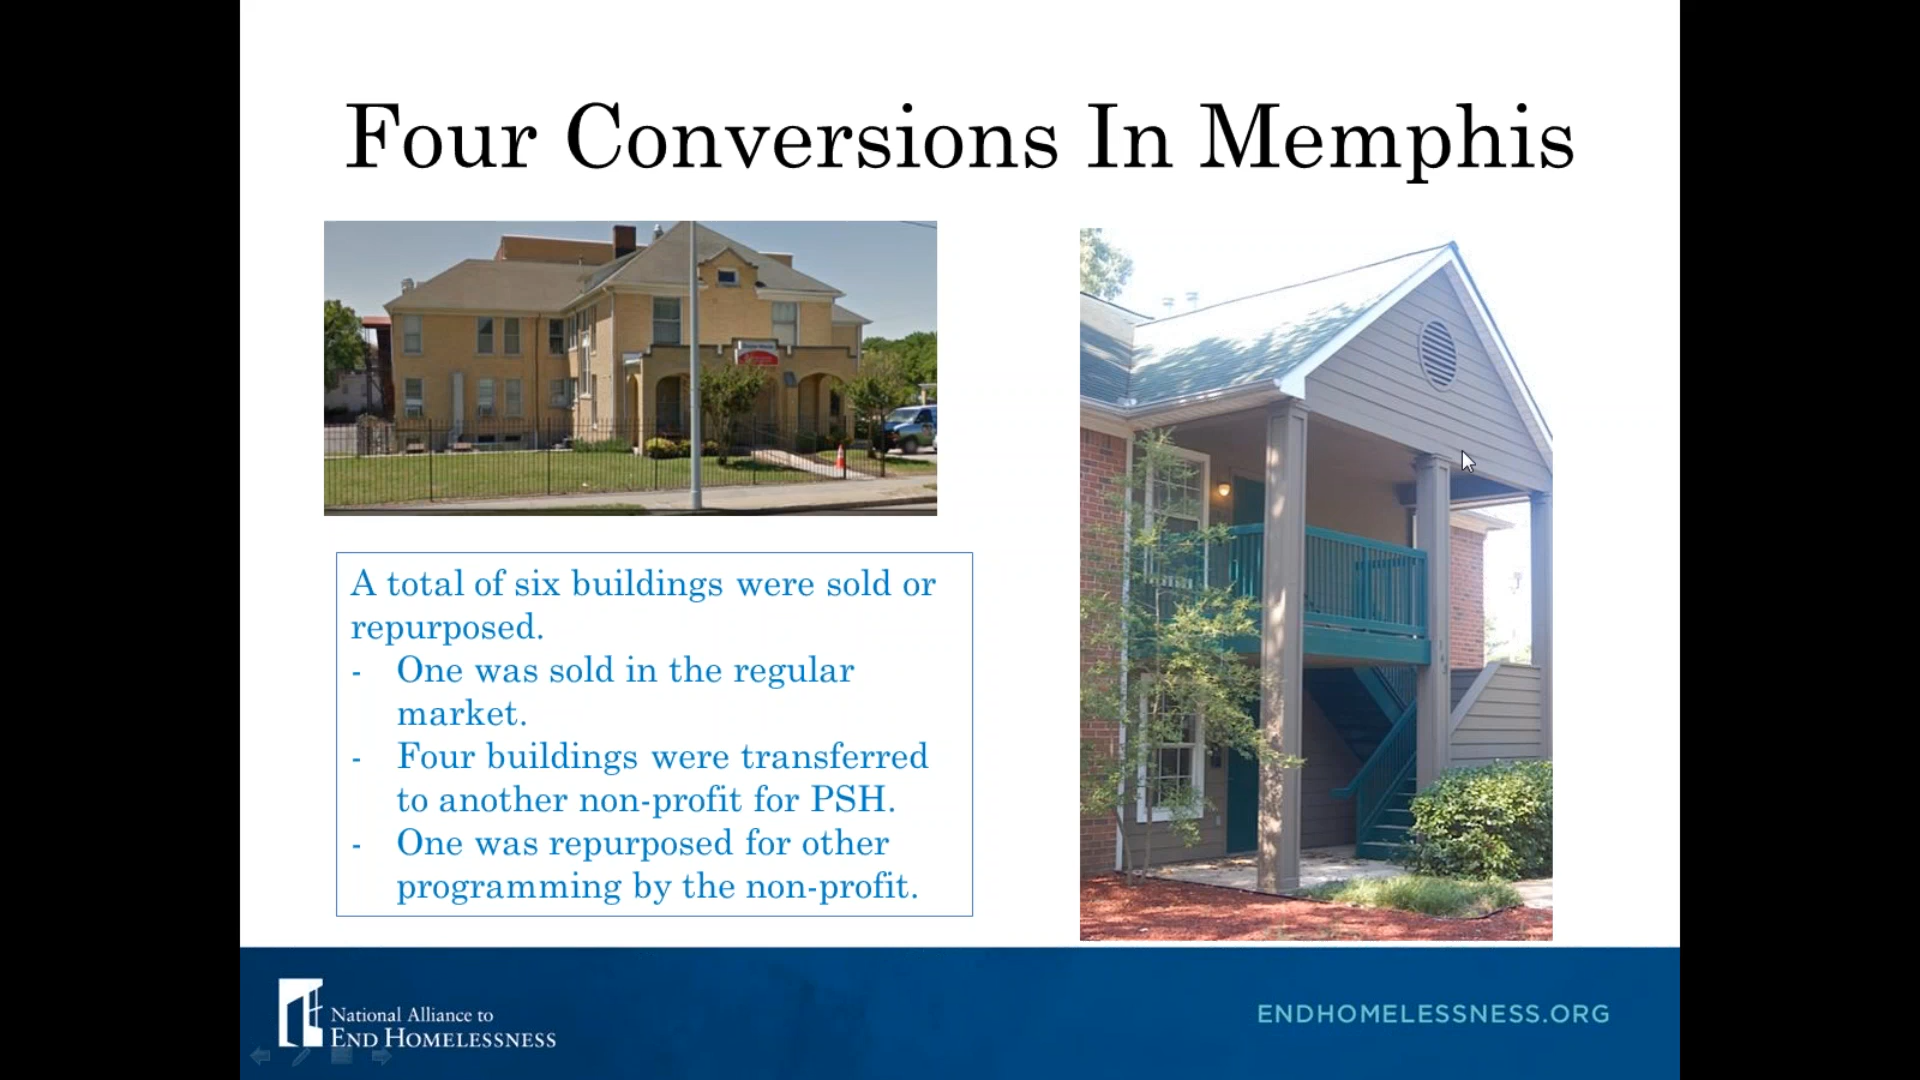 Four Conversions In Memphis
A total of six buildings were sold or
repurposed.
- One was sold in the regular
market.
- Four buildings were transferred
to another non-profit for PSH.
- One was repurposed for other
programming by the non-profit.
National Alliance to
END HOMELESSNESS
ENDHOMELESSNESS.ORG